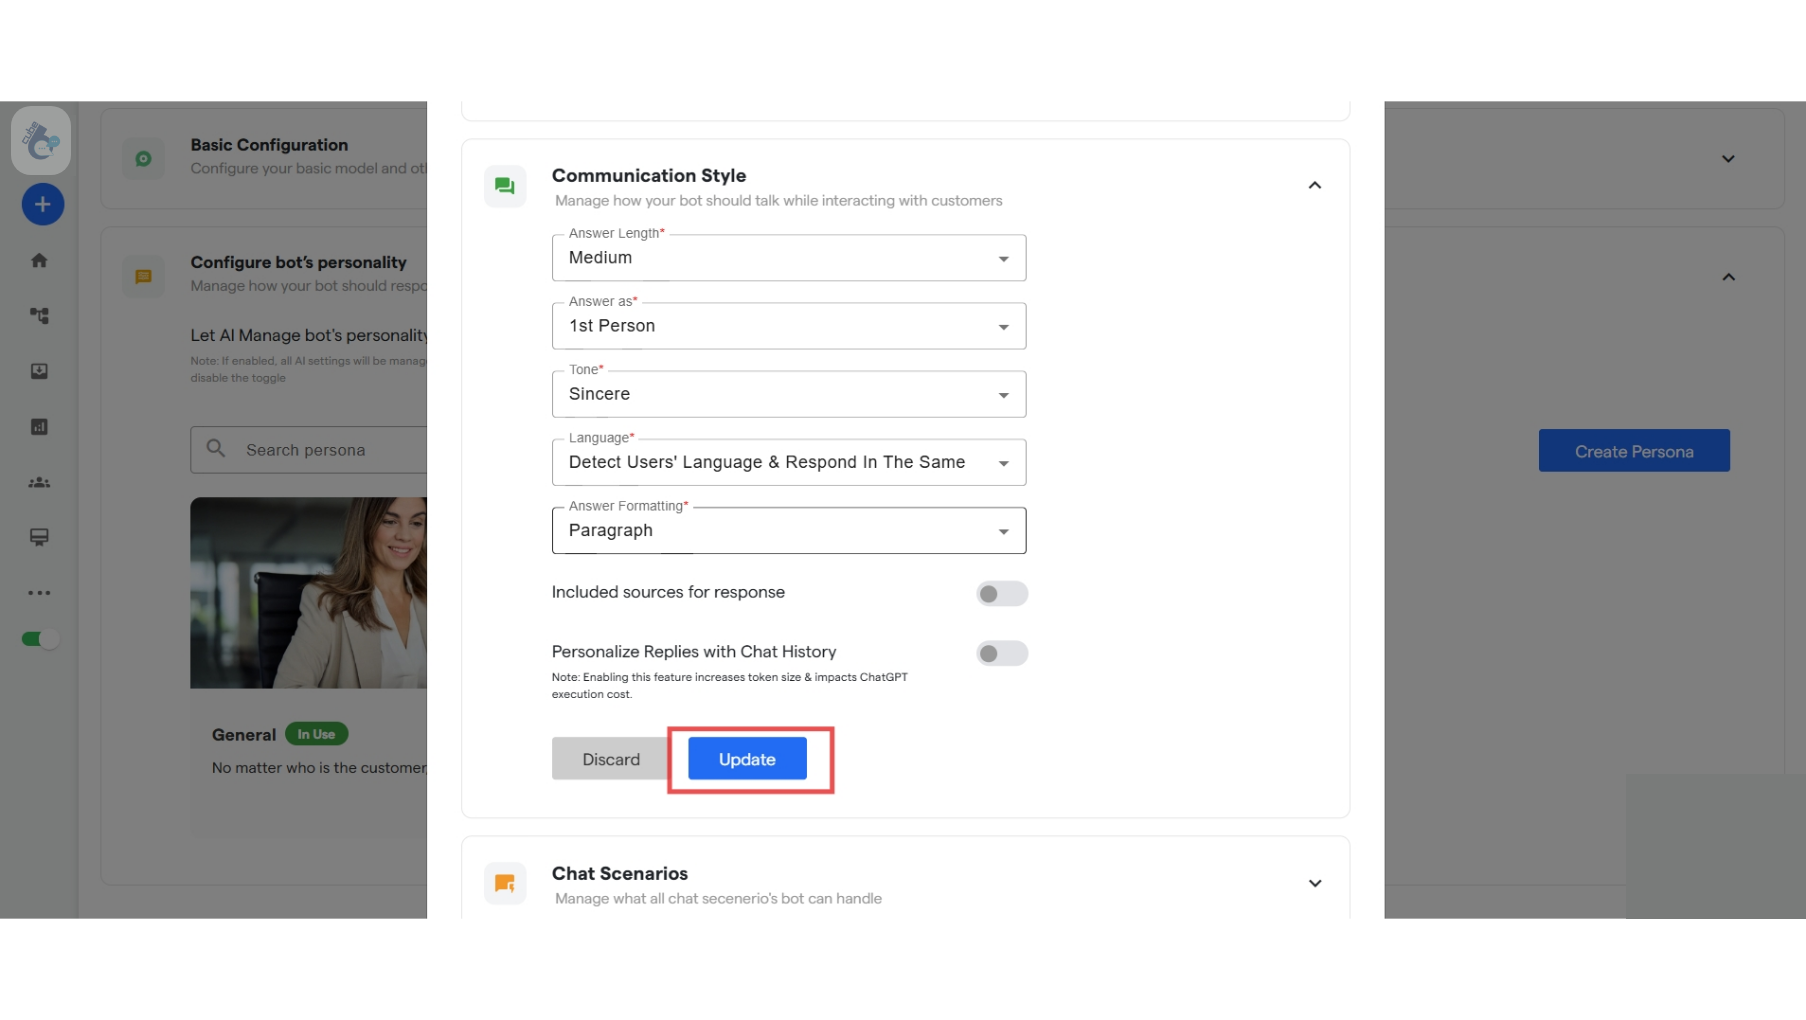 cube
Basic Configuration
Configure your basic model and ot
Configure bot's personality
Manage how your bot should respo
Let AI Manage bot's personality
Note: If enabled, all AI settings will be manag
disable the toggle
Search persona
General In Use
No matter who is the customer,
Communication Style
Manage how your bot should talk while interacting with customers
Answer Length*
Medium
Answer as*
1st Person
Tone*
Sincere
Language*
Detect Users' Language & Respond In The Same
Answer Formatting*
Paragraph
Included sources for response
Personalize Replies with Chat History
Note: Enabling this feature increases token size & impacts ChatGPT
execution cost.
Discard Update
Chat Scenarios
Manage what all chat secenerio's bot can handle
Create Persona